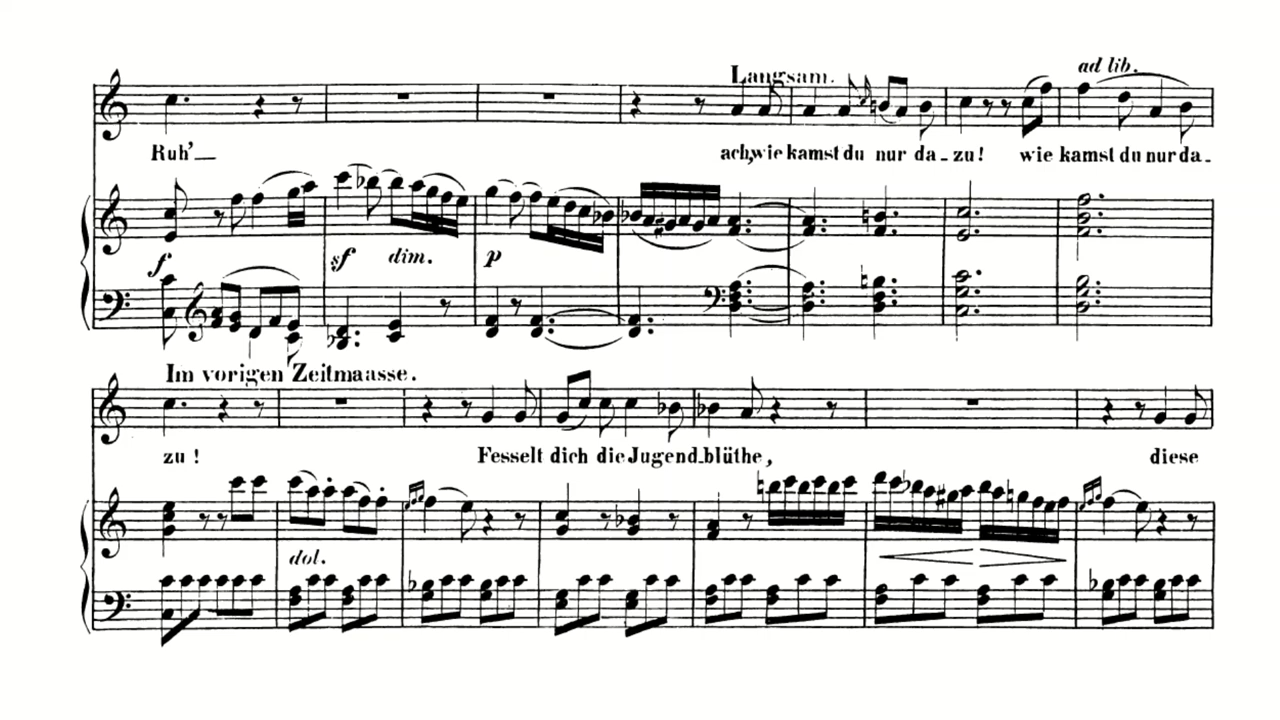 Langsam.
ad lib.
Ruh' ach, wie kamst du nur da-zu! wie kamst du nur da-
f sf dim. p
Im vorigen Zeitmaasse.
zu! Fesselt dich die Jugend-blüthe, diese
dol.